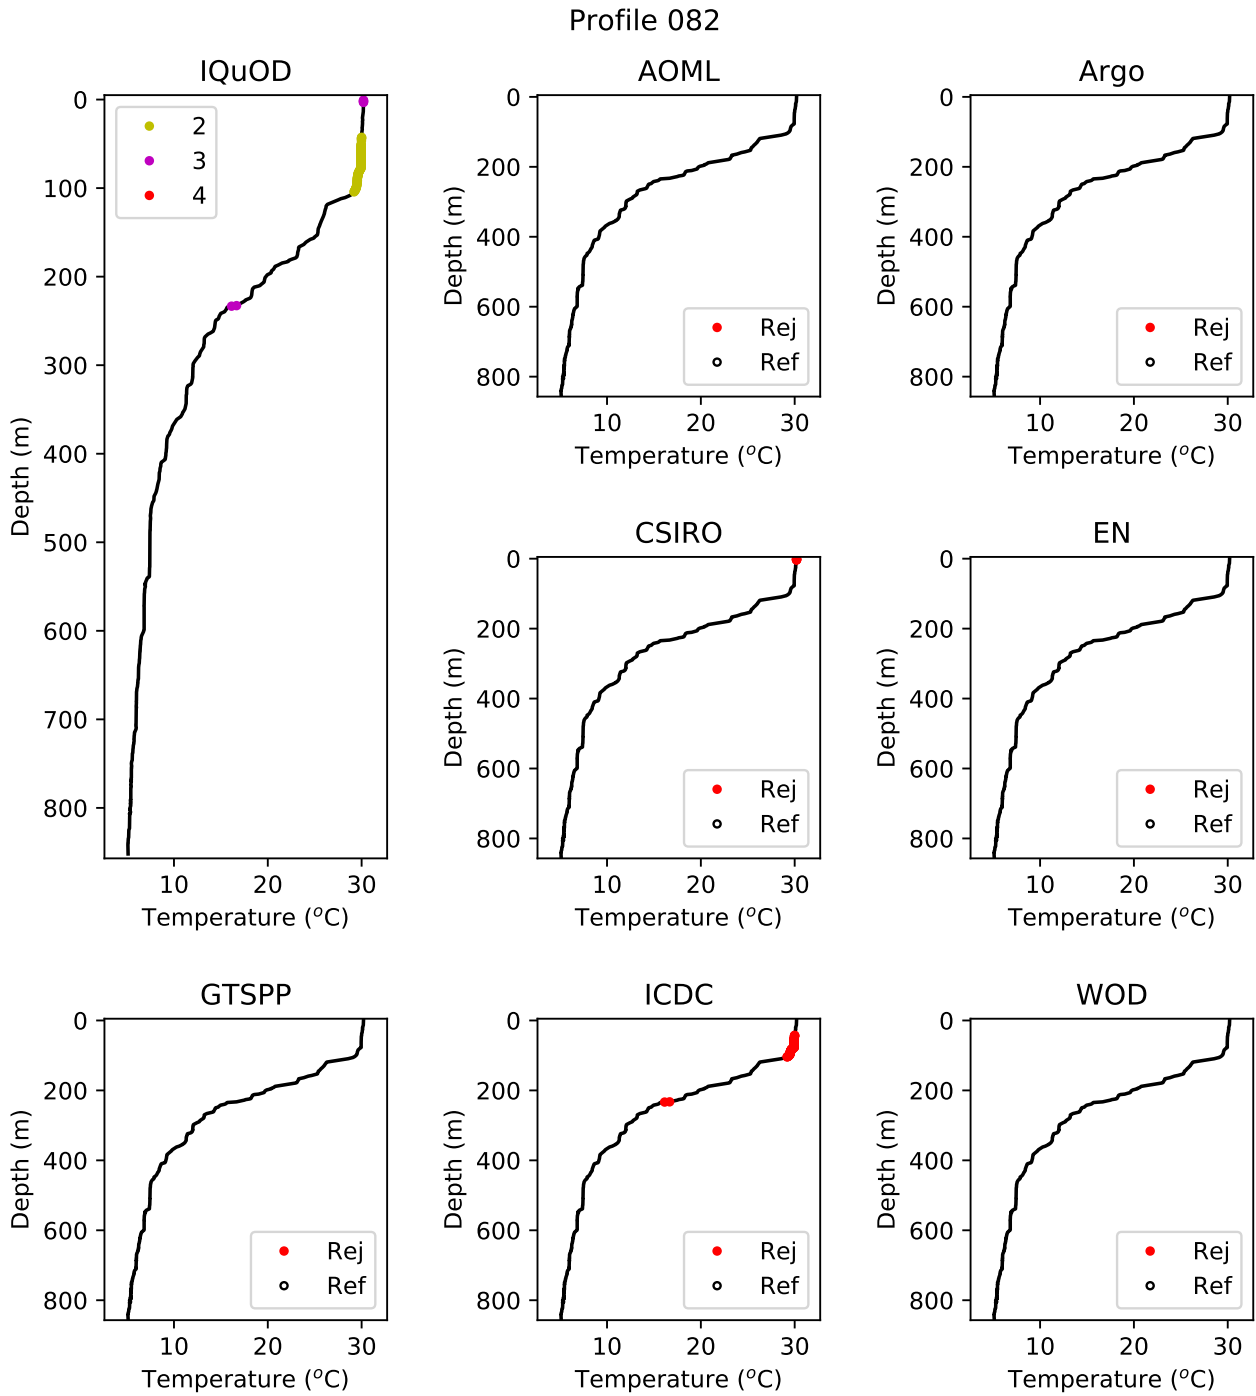 Profile 082
IQuOD
0
100
200
300
400
500
600
700
800
Depth (m)
2
3
4
10 20 30
Temperature (°C)
AOML
0
200
400
600
800
Depth (m)
Rej
Ref
10 20 30
Temperature (°C)
Argo
0
200
400
600
800
Depth (m)
Rej
Ref
10 20 30
Temperature (°C)
CSIRO
0
200
400
600
800
Depth (m)
Rej
Ref
10 20 30
Temperature (°C)
EN
0
200
400
600
800
Depth (m)
Rej
Ref
10 20 30
Temperature (°C)
GTSPP
0
200
400
600
800
Depth (m)
Rej
Ref
10 20 30
Temperature (°C)
ICDC
0
200
400
600
800
Depth (m)
Rej
Ref
10 20 30
Temperature (°C)
WOD
0
200
400
600
800
Depth (m)
Rej
Ref
10 20 30
Temperature (°C)